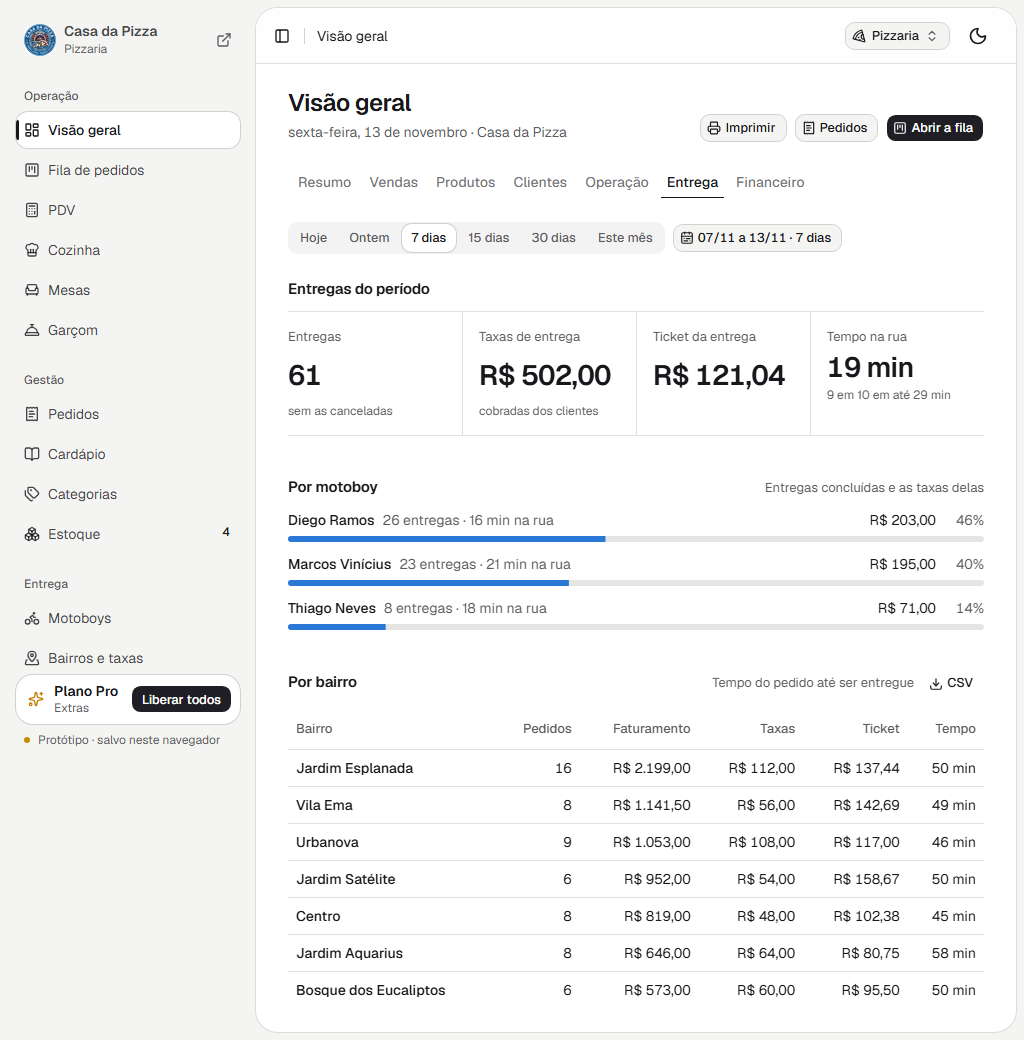 Casa da Pizza
Pizzaria
Operação
Visão geral
Fila de pedidos
PDV
Cozinha
Mesas
Garçom
Gestão
Pedidos
Cardápio
Categorias
Estoque 4
Entrega
Motoboys
Bairros e taxas
Plano Pro
Extras
Liberar todos
Protótipo · salvo neste navegador
Visão geral
Pizzaria
Visão geral
sexta-feira, 13 de novembro · Casa da Pizza
Imprimir Pedidos Abrir a fila
Resumo Vendas Produtos Clientes Operação Entrega Financeiro
Hoje Ontem 7 dias 15 dias 30 dias Este mês 07/11 a 13/11 · 7 dias
Entregas do período
Entregas
61
sem as canceladas
Taxas de entrega
R$ 502,00
cobradas dos clientes
Ticket da entrega
R$ 121,04
Tempo na rua
19 min
9 em 10 em até 29 min
Por motoboy Entregas concluídas e as taxas delas
Diego Ramos 26 entregas · 16 min na rua R$ 203,00 46%
Marcos Vinícius 23 entregas · 21 min na rua R$ 195,00 40%
Thiago Neves 8 entregas · 18 min na rua R$ 71,00 14%
Por bairro Tempo do pedido até ser entregue CSV
Bairro Pedidos Faturamento Taxas Ticket Tempo
Jardim Esplanada 16 R$ 2.199,00 R$ 112,00 R$ 137,44 50 min
Vila Ema 8 R$ 1.141,50 R$ 56,00 R$ 142,69 49 min
Urbanova 9 R$ 1.053,00 R$ 108,00 R$ 117,00 46 min
Jardim Satélite 6 R$ 952,00 R$ 54,00 R$ 158,67 50 min
Centro 8 R$ 819,00 R$ 48,00 R$ 102,38 45 min
Jardim Aquarius 8 R$ 646,00 R$ 64,00 R$ 80,75 58 min
Bosque dos Eucaliptos 6 R$ 573,00 R$ 60,00 R$ 95,50 50 min